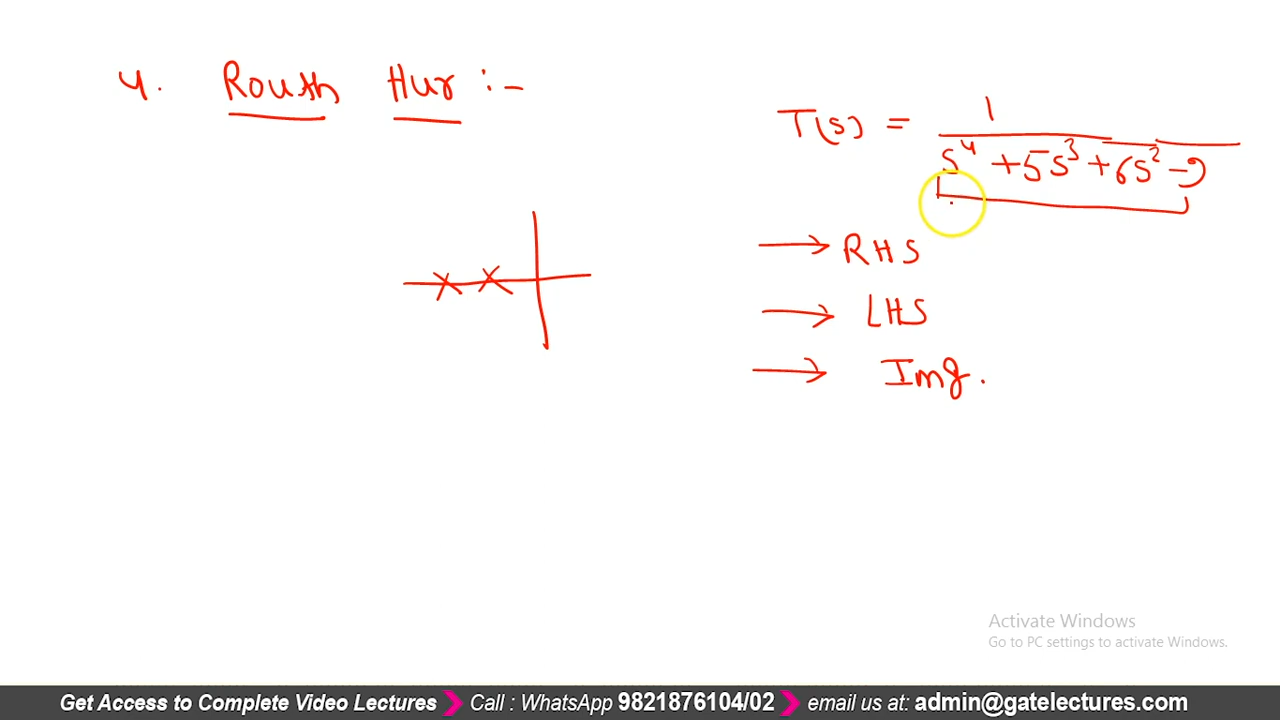 4. Routh Hur :-
T(s) = 1 / s⁴ + 5s³ + 6s² - 9
→ RHS
→ LHS
→ Img.
Activate Windows
Go to PC settings to activate Windows.
Get Access to Complete Video Lectures Call : WhatsApp 9821876104/02 email us at: admin@gatelectures.com